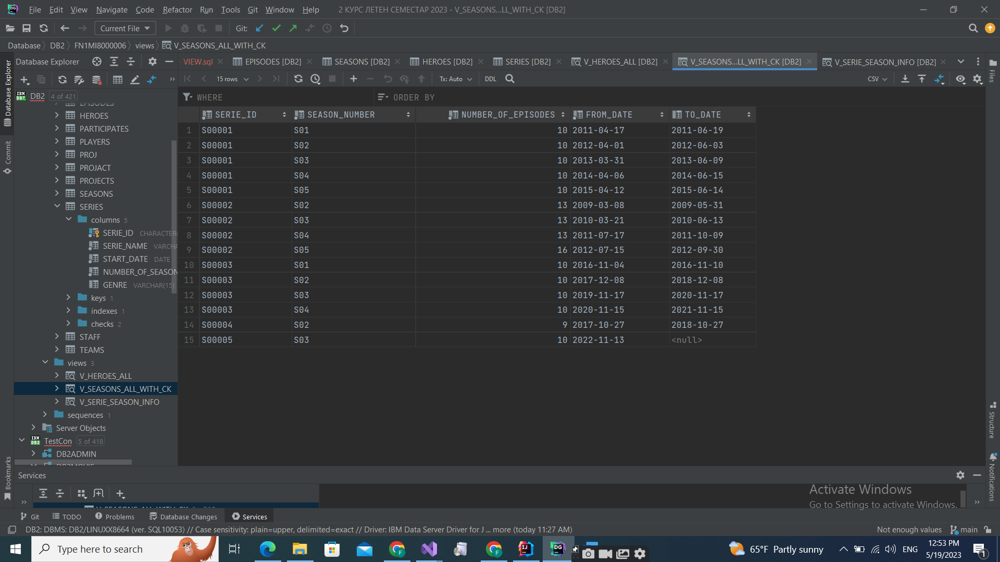 File Edit View Navigate Code Refactor Run Tools Git Window Help 2 КУРС ЛЕТЕН СЕМЕСТАР 2023 - V_SEASONS...LL_WITH_CK [DB2]
Current File Git:
Database DB2 FN1MI8000006 views V_SEASONS_ALL_WITH_CK
Database Explorer VIEW.sql EPISODES [DB2] SEASONS [DB2] HEROES [DB2] SERIES [DB2] V_HEROES_ALL [DB2] V_SEASONS...LL_WITH_CK [DB2] V_SERIE_SEASON_INFO [DB2]
15 rows Tx: Auto DDL CSV
DB2 4 of 421
WHERE ORDER BY
EPISODES
HEROES
PARTICIPATES
PLAYERS
PROJ
PROJACT
PROJECTS
SEASONS
SERIES
columns 5
SERIE_ID CHARACTER(
SERIE_NAME VARCHA
START_DATE DATE
NUMBER_OF_SEASON
GENRE VARCHAR(15)
keys 1
indexes 1
checks 2
STAFF
TEAMS
views 3
V_HEROES_ALL
V_SEASONS_ALL_WITH_CK
V_SERIE_SEASON_INFO
sequences 1
Server Objects
TestCon 5 of 418
DB2ADMIN
DB2MOVIE
SERIE_ID SEASON_NUMBER NUMBER_OF_EPISODES FROM_DATE TO_DATE
1 S00001 S01 10 2011-04-17 2011-06-19
2 S00001 S02 10 2012-04-01 2012-06-03
3 S00001 S03 10 2013-03-31 2013-06-09
4 S00001 S04 10 2014-04-06 2014-06-15
5 S00001 S05 10 2015-04-12 2015-06-14
6 S00002 S02 13 2009-03-08 2009-05-31
7 S00002 S03 13 2010-03-21 2010-06-13
8 S00002 S04 13 2011-07-17 2011-10-09
9 S00002 S05 16 2012-07-15 2012-09-30
10 S00003 S01 10 2016-11-04 2016-11-10
11 S00003 S02 10 2017-12-08 2018-12-08
12 S00003 S03 10 2019-11-17 2020-11-17
13 S00003 S04 10 2020-11-15 2021-11-15
14 S00004 S02 9 2017-10-27 2018-10-27
15 S00005 S03 10 2022-11-13 <null>
Database Explorer
Commit
Bookmarks
Files
Structure
Notifications
Services
Activate Windows
Go to Settings to activate Windows.
Git TODO Problems Database Changes Services
DB2: DBMS: DB2/LINUXX8664 (ver. SQL10053) // Case sensitivity: plain=upper, delimited=exact // Driver: IBM Data Server Driver for J ... more (today 11:27 AM) Not enough values main
Type here to search 65°F Partly sunny ENG 12:53 PM
5/19/2023
1